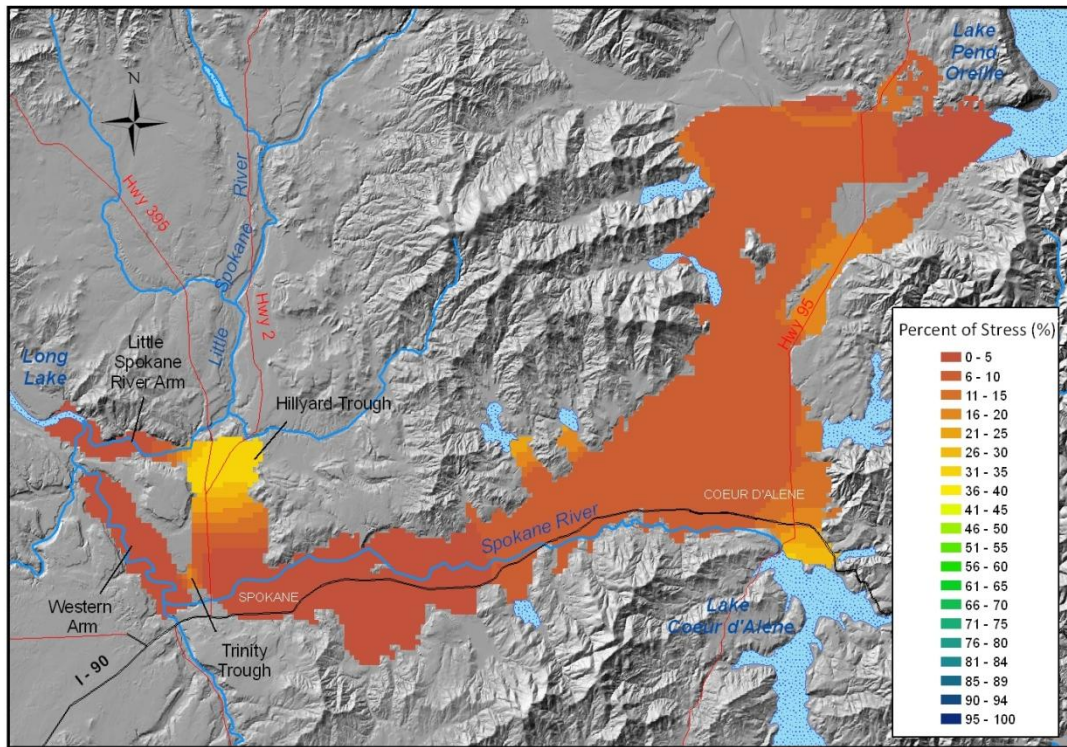 Lake
Pend
Oreille
N
Hwy 395
Spokane River
Little
Hwy 2
Hwy 95
Little
Spokane
River Arm
Long
Lake
Hillyard Trough
COEUR D'ALENE
Spokane River
SPOKANE
Western
Arm
Trinity
Trough
I - 90
Lake
Coeur d'Alene
Percent of Stress (%)
0 - 5
6 - 10
11 - 15
16 - 20
21 - 25
26 - 30
31 - 35
36 - 40
41 - 45
46 - 50
51 - 55
56 - 60
61 - 65
66 - 70
71 - 75
76 - 80
81 - 84
85 - 89
90 - 94
95 - 100